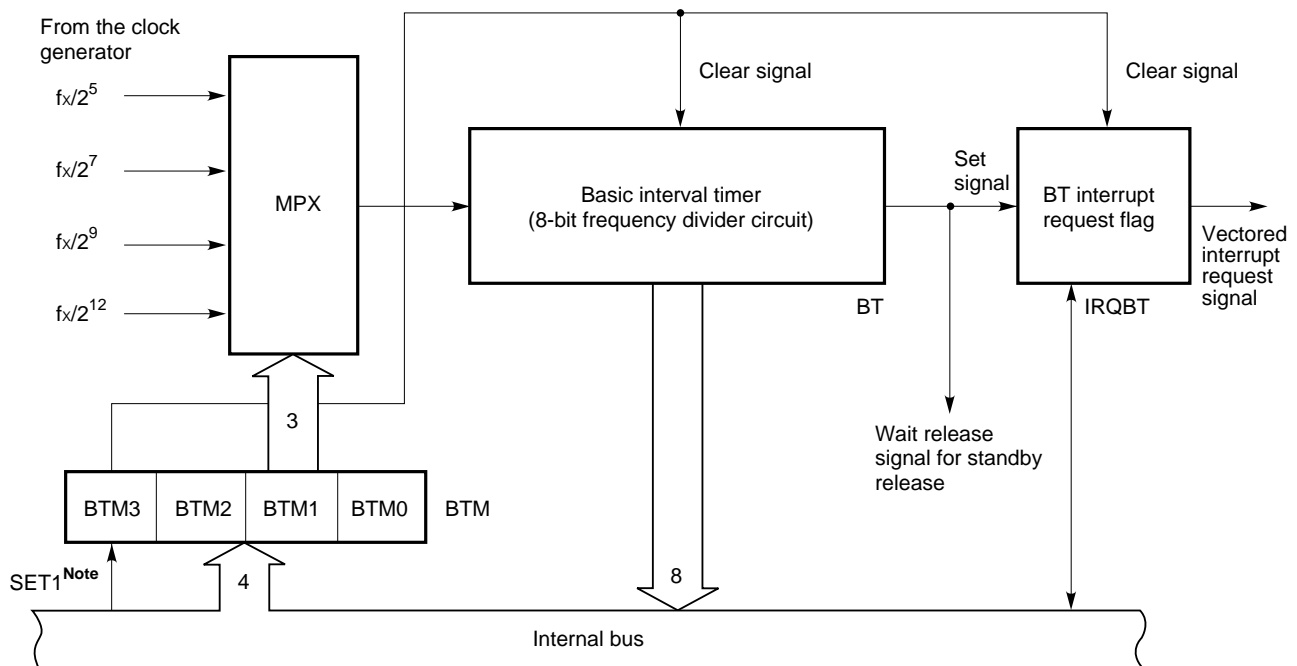 From the clock
generator
fx/2^5
fx/2^7
fx/2^9
fx/2^12
MPX
Clear signal
Clear signal
Basic interval timer
(8-bit frequency divider circuit)
BT
Set
signal
BT interrupt
request flag
IRQBT
Vectored
interrupt
request
signal
Wait release
signal for standby
release
3
BTM3 BTM2 BTM1 BTM0 BTM
SET1^Note
4
8
Internal bus